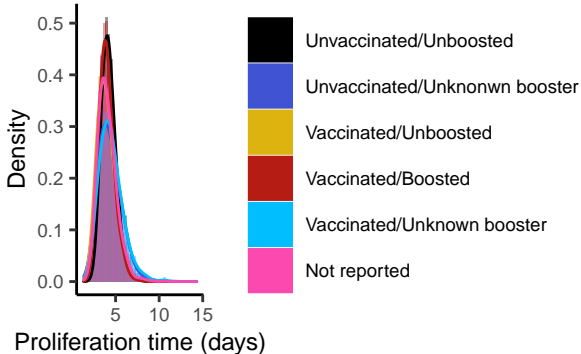 0.5
0.4
0.3
0.2
0.1
0.0
Density
5
10
15
Proliferation time (days)
Unvaccinated/Unboosted
Unvaccinated/Unknonwn booster
Vaccinated/Unboosted
Vaccinated/Boosted
Vaccinated/Unknown booster
Not reported